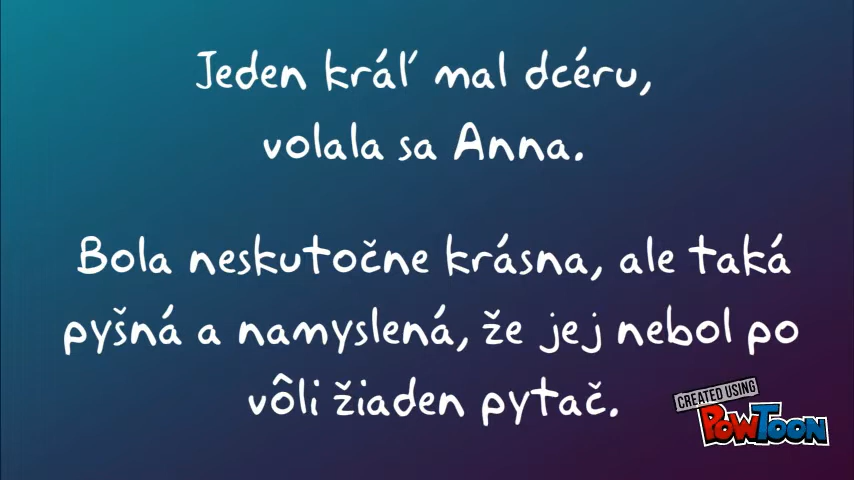 Jeden kráľ mal dcéru,
volala sa Anna.
Bola neskutočne krásna, ale taká
pyšná a namyslená, že jej nebol po
vôli žiaden pytač.
CREATED USING
POWTOON